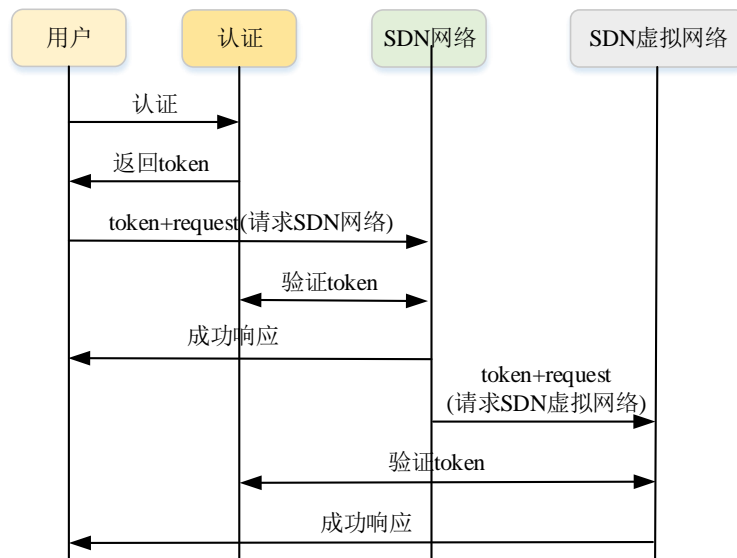 用户
认证
SDN网络
SDN虚拟网络
认证
返回token
token+request(请求SDN网络)
验证token
成功响应
token+request
(请求SDN虚拟网络)
验证token
成功响应